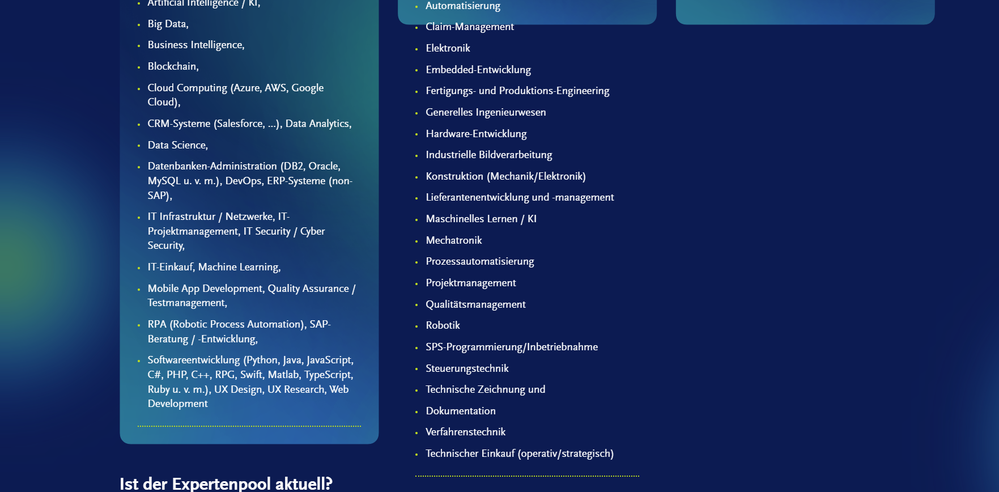 Artificial Intelligence / KI,
Big Data,
Business Intelligence,
Blockchain,
Cloud Computing (Azure, AWS, Google
Cloud),
CRM-Systeme (Salesforce, ...), Data Analytics,
Data Science,
Datenbanken-Administration (DB2, Oracle,
MySQL u. v. m.), DevOps, ERP-Systeme (non-
SAP),
IT Infrastruktur / Netzwerke, IT-
Projektmanagement, IT Security / Cyber
Security,
IT-Einkauf, Machine Learning,
Mobile App Development, Quality Assurance /
Testmanagement,
RPA (Robotic Process Automation), SAP-
Beratung / -Entwicklung,
Softwareentwicklung (Python, Java, JavaScript,
C#, PHP, C++, RPG, Swift, Matlab, TypeScript,
Ruby u. v. m.), UX Design, UX Research, Web
Development
Automatisierung
Claim-Management
Elektronik
Embedded-Entwicklung
Fertigungs- und Produktions-Engineering
Generelles Ingenieurwesen
Hardware-Entwicklung
Industrielle Bildverarbeitung
Konstruktion (Mechanik/Elektronik)
Lieferantenentwicklung und -management
Maschinelles Lernen / KI
Mechatronik
Prozessautomatisierung
Projektmanagement
Qualitätsmanagement
Robotik
SPS-Programmierung/Inbetriebnahme
Steuerungstechnik
Technische Zeichnung und
Dokumentation
Verfahrenstechnik
Technischer Einkauf (operativ/strategisch)
Ist der Expertenpool aktuell?